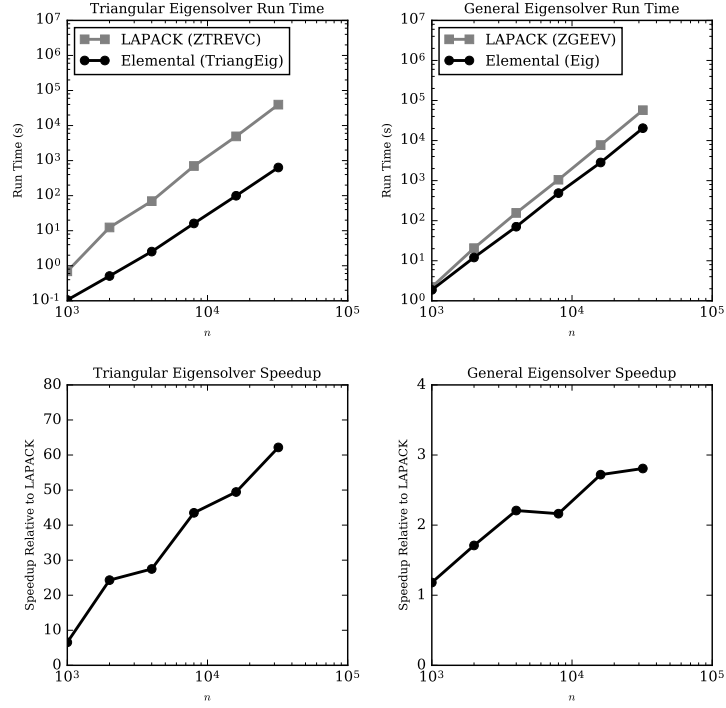 Triangular Eigensolver Run Time
10^7
10^6
10^5
10^4
10^3
10^2
10^1
10^0
10^-1
Run Time (s)
LAPACK (ZTREVC)
Elemental (TriangEig)
10^3
10^4
10^5
n
General Eigensolver Run Time
10^7
10^6
10^5
10^4
10^3
10^2
10^1
10^0
Run Time (s)
LAPACK (ZGEEV)
Elemental (Eig)
10^3
10^4
10^5
n
Triangular Eigensolver Speedup
80
70
60
50
40
30
20
10
0
Speedup Relative to LAPACK
10^3
10^4
10^5
n
General Eigensolver Speedup
4
3
2
1
0
Speedup Relative to LAPACK
10^3
10^4
10^5
n